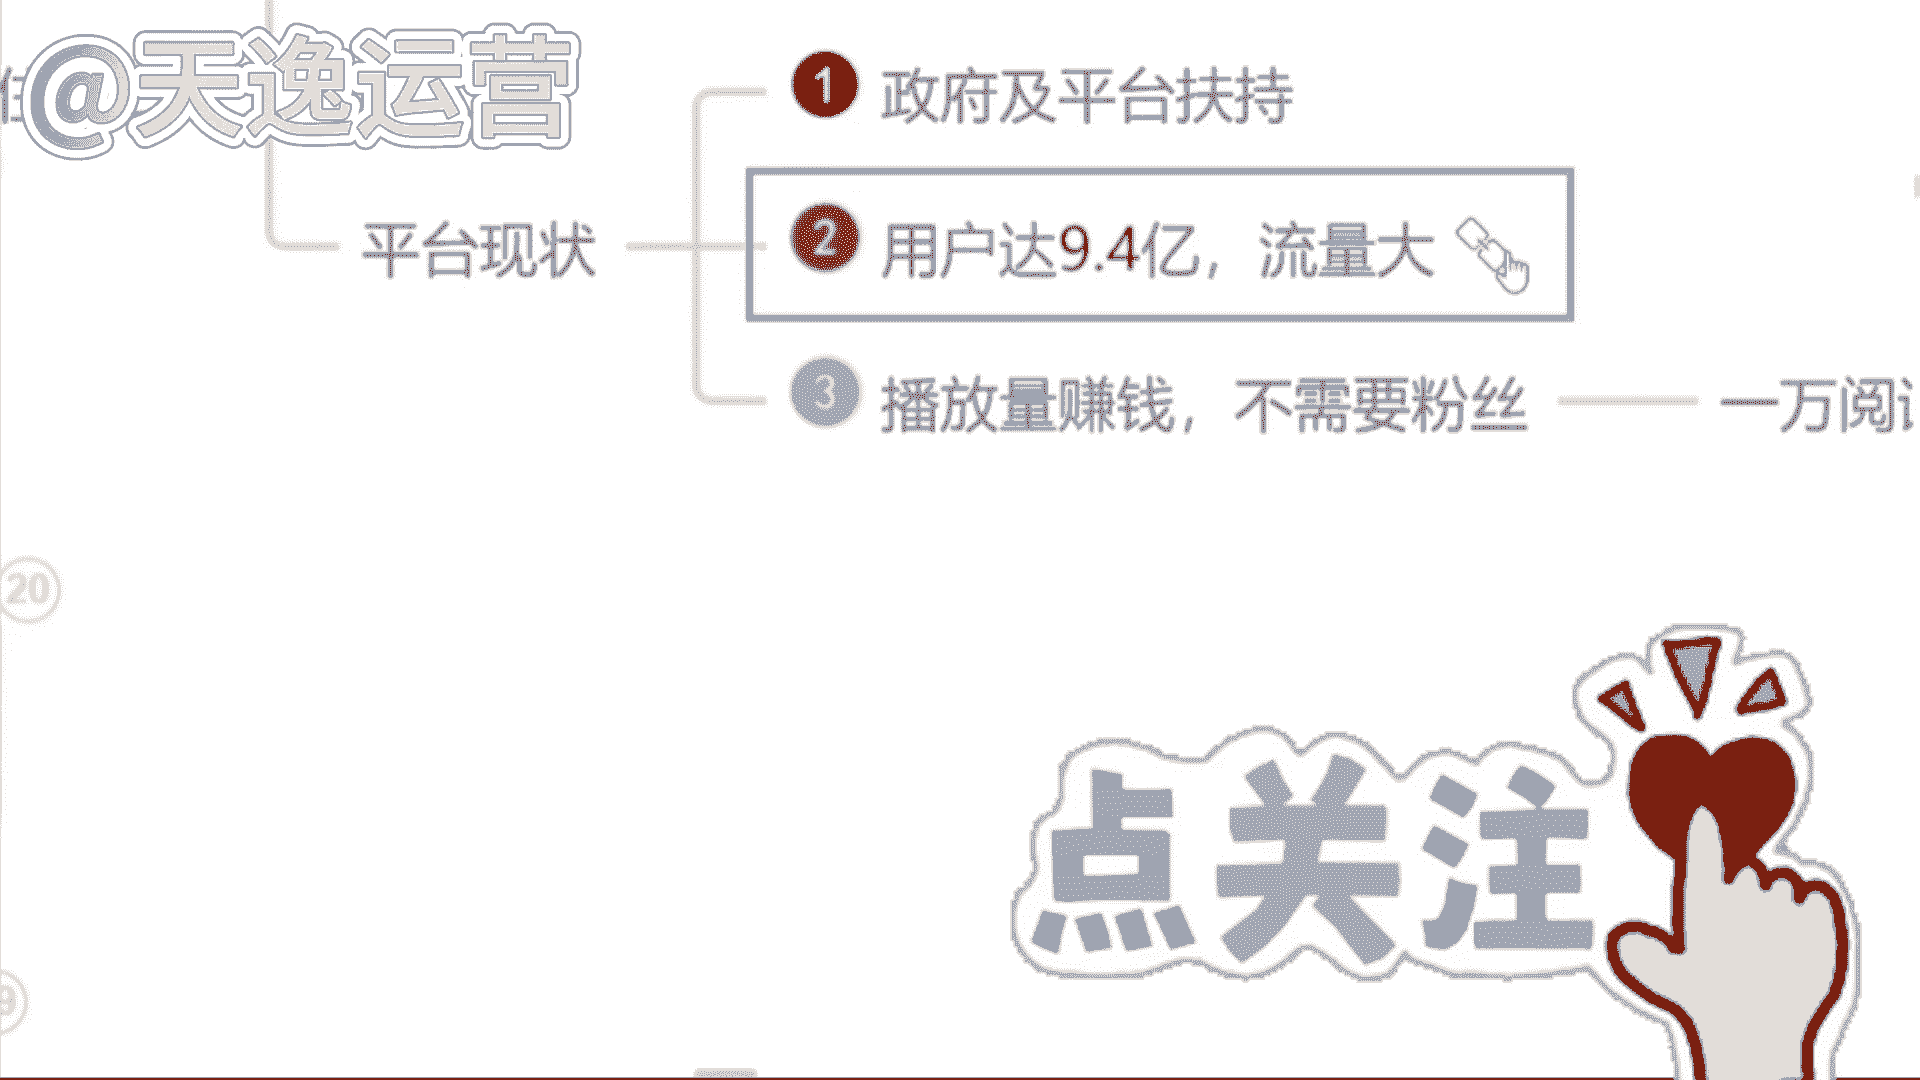 @天逸运营
1 政府及平台扶持
平台现状
2 用户达9.4亿，流量大
3 播放量赚钱，不需要粉丝
一万阅
20
点关注
9